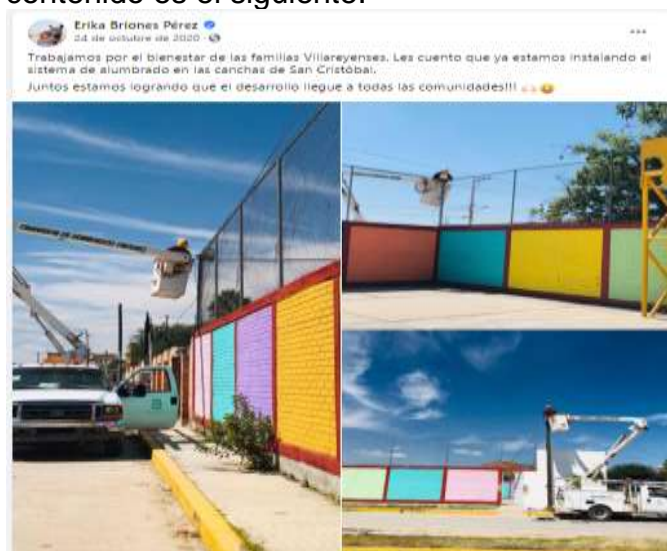 contenido es el siguiente:
Erika Briones Pérez
24 de octubre de 2020
Trabajamos por el bienestar de las familias Villareyenses. Les cuento que ya estamos instalando el
sistema de alumbrado en las canchas de San Cristóbal.
Juntos estamos logrando que el desarrollo llegue a todas las comunidades!!!